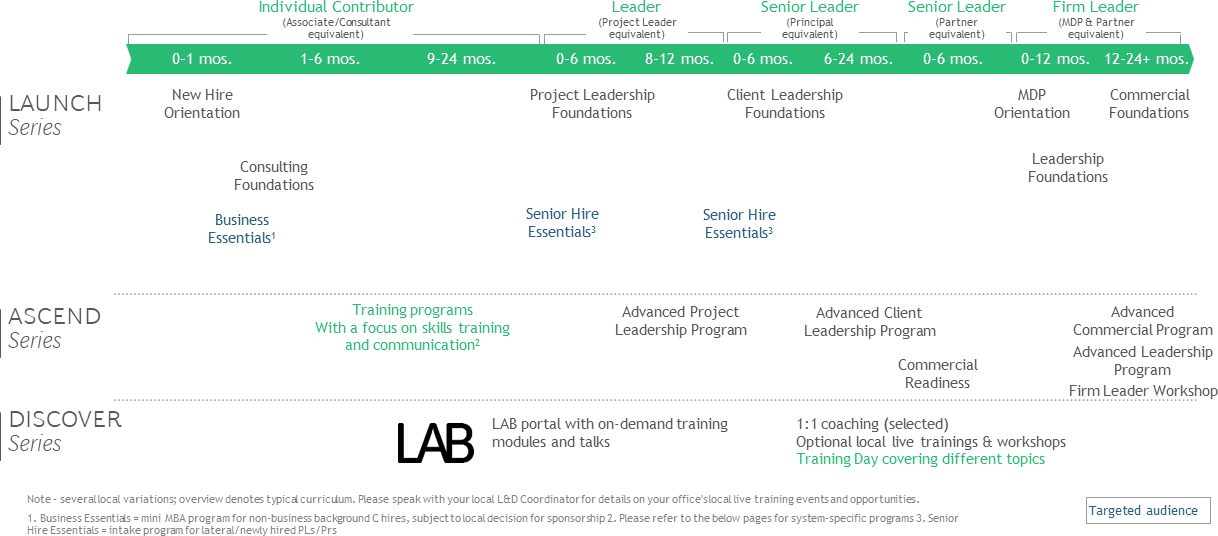 Individual Contributor
(Associate/Consultant
equivalent)
Leader
(Project Leader
equivalent)
Senior Leader
(Principal
equivalent)
Senior Leader
(Partner
equivalent)
Firm Leader
(MDP & Partner
equivalent)
0-1 mos.
1-6 mos.
9-24 mos.
0-6 mos.
8-12 mos.
0-6 mos.
6-24 mos.
0-6 mos.
0-12 mos.
12-24+ mos.
LAUNCH
Series
New Hire
Orientation
Project Leadership
Foundations
Client Leadership
Foundations
MDP
Orientation
Commercial
Foundations
Consulting
Foundations
Leadership
Foundations
Business
Essentials¹
Senior Hire
Essentials³
Senior Hire
Essentials³
ASCEND
Series
Training programs
With a focus on skills training
and communication²
Advanced Project
Leadership Program
Advanced Client
Leadership Program
Advanced
Commercial Program
Commercial
Readiness
Advanced Leadership
Program
Firm Leader Workshop
DISCOVER
Series
LAB
LAB portal with on-demand training
modules and talks
1:1 coaching (selected)
Optional local live trainings & workshops
Training Day covering different topics
Note – several local variations; overview denotes typical curriculum. Please speak with your local L&D Coordinator for details on your office's local live training events and opportunities.
1. Business Essentials = mini MBA program for non-business background C hires, subject to local decision for sponsorship 2. Please refer to the below pages for system-specific programs 3. Senior
Hire Essentials = intake program for lateral/newly hired PLs/Prs
Targeted audience